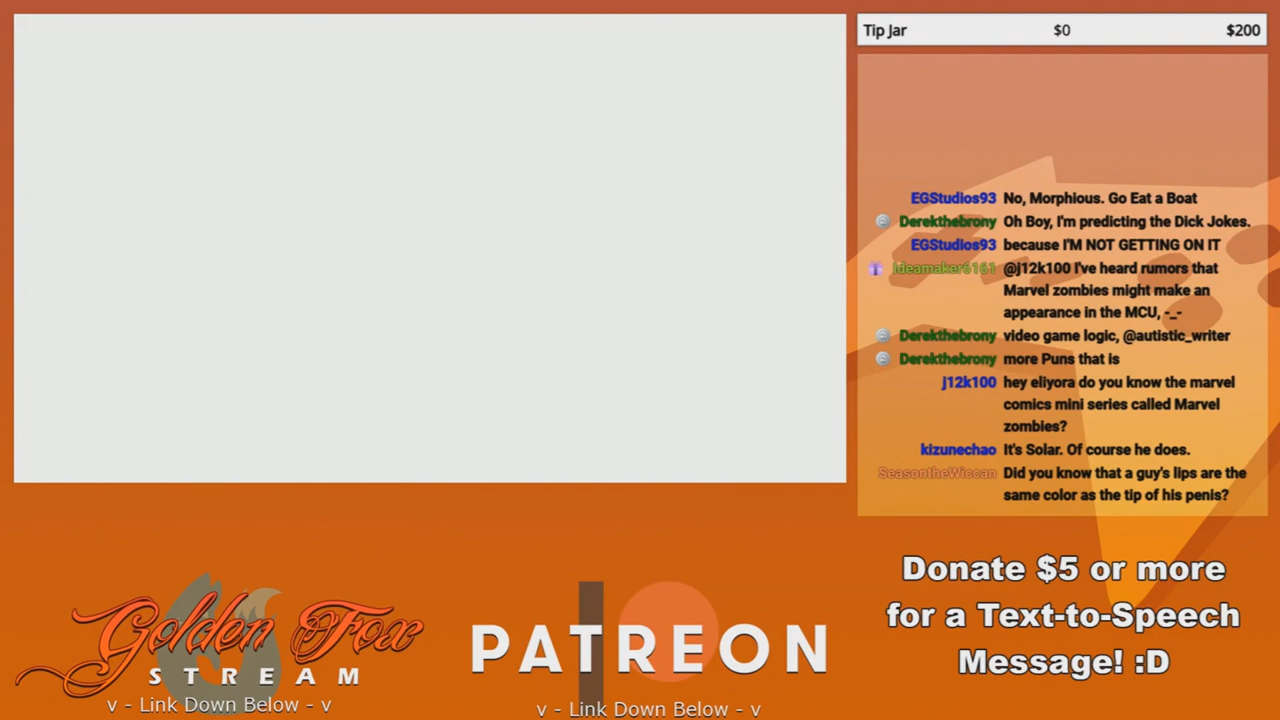 Tip Jar $0 $200
EGStudios93 No, Morphious. Go Eat a Boat
Derekthebrony Oh Boy, I'm predicting the Dick Jokes.
EGStudios93 because I'M NOT GETTING ON IT
Ideamaker6161 @j12k100 I've heard rumors that
Marvel zombies might make an
appearance in the MCU, -_-
Derekthebrony video game logic, @autistic_writer
Derekthebrony more Puns that is
j12k100 hey eliyora do you know the marvel
comics mini series called Marvel
zombies?
kizunechao It's Solar. Of course he does.
SeasontheWiccan Did you know that a guy's lips are the
same color as the tip of his penis?
Golden Fox
STREAM
v - Link Down Below - v
PATREON
v - Link Down Below - v
Donate $5 or more
for a Text-to-Speech
Message! :D